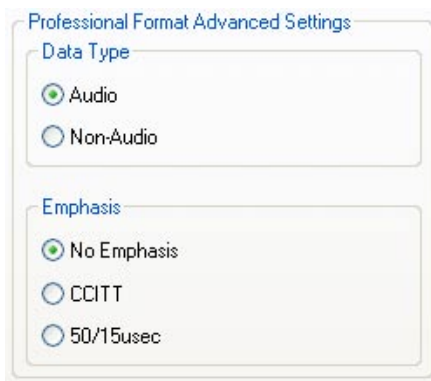 Professional Format Advanced Settings
Data Type
Audio
Non-Audio
Emphasis
No Emphasis
CCITT
50/15usec